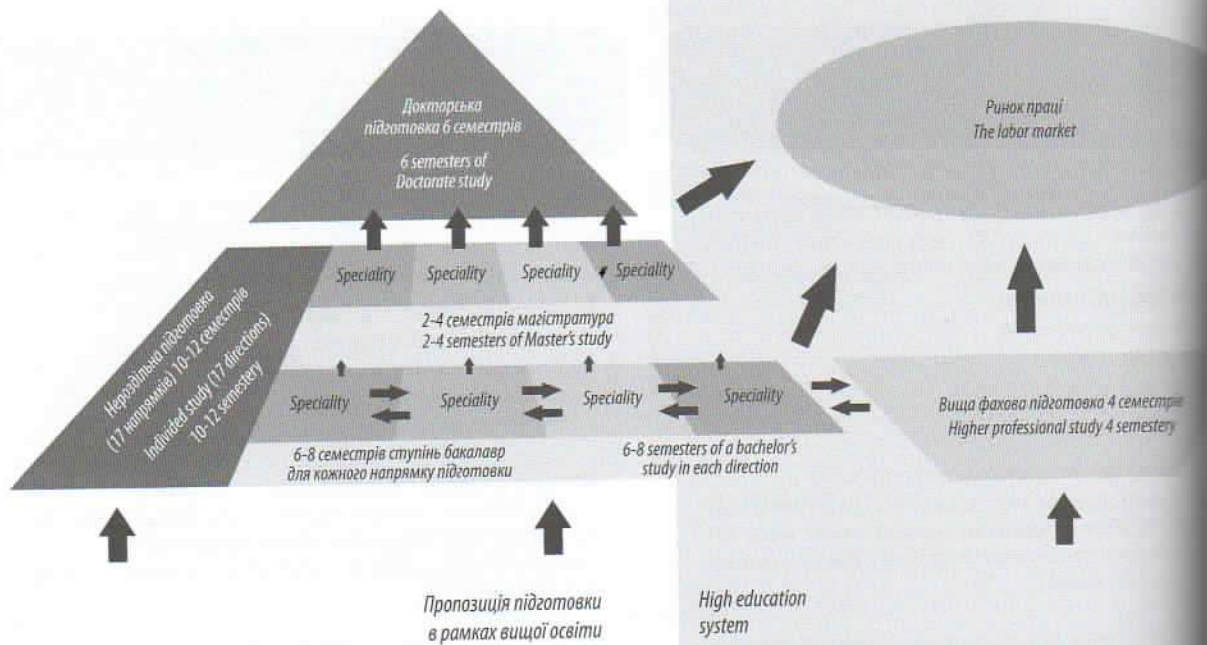 Докторська
підготовка 6 семестрів
6 semesters of
Doctorate study
Ринок праці
The labor market
Speciality
Speciality
Speciality
Speciality
2–4 семестрів магістратура
2–4 semesters of Master's study
Нероздільна підготовка
(17 напрямків) 10–12 семестрів
Individed study (17 directions)
10–12 semestery
Speciality
Speciality
Speciality
Speciality
Вища фахова підготовка 4 семестрів
Higher professional study 4 semestery
6–8 семестрів ступінь бакалавр
для кожного напрямку підготовки
6–8 semesters of a bachelor's
study in each direction
Пропозиція підготовки
в рамках вищої освіти
High education
system